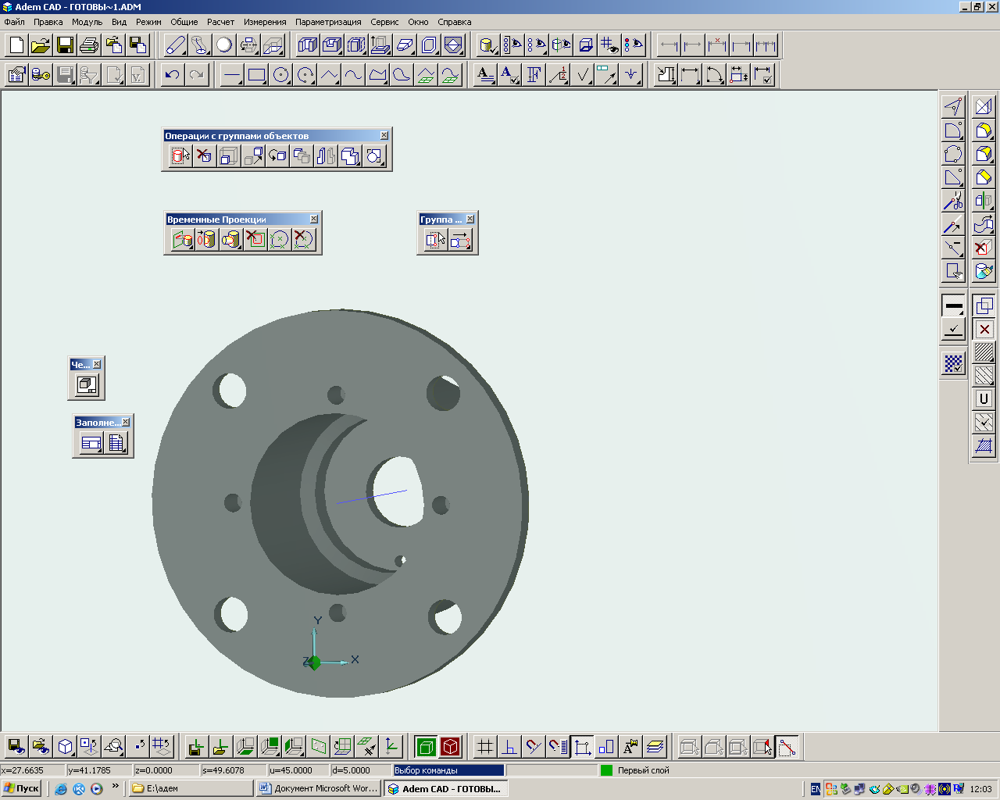 Adem CAD - ГОТОВЫ~1.ADM
Файл Правка Модуль Вид Режим Общие Расчет Измерения Параметризация Сервис Окно Справка
Операции с группами объектов
Временные Проекции
Группа ...
Че...
Заполне...
U
Y
Z X
x=27.6635 y=41.1785 z=0.0000 s=49.6078 u=45.0000 d=5.0000 Выбор команды Первый слой
Пуск » E:\адем Документ Microsoft Wor... Adem CAD - ГОТОВЫ... EN 12:03